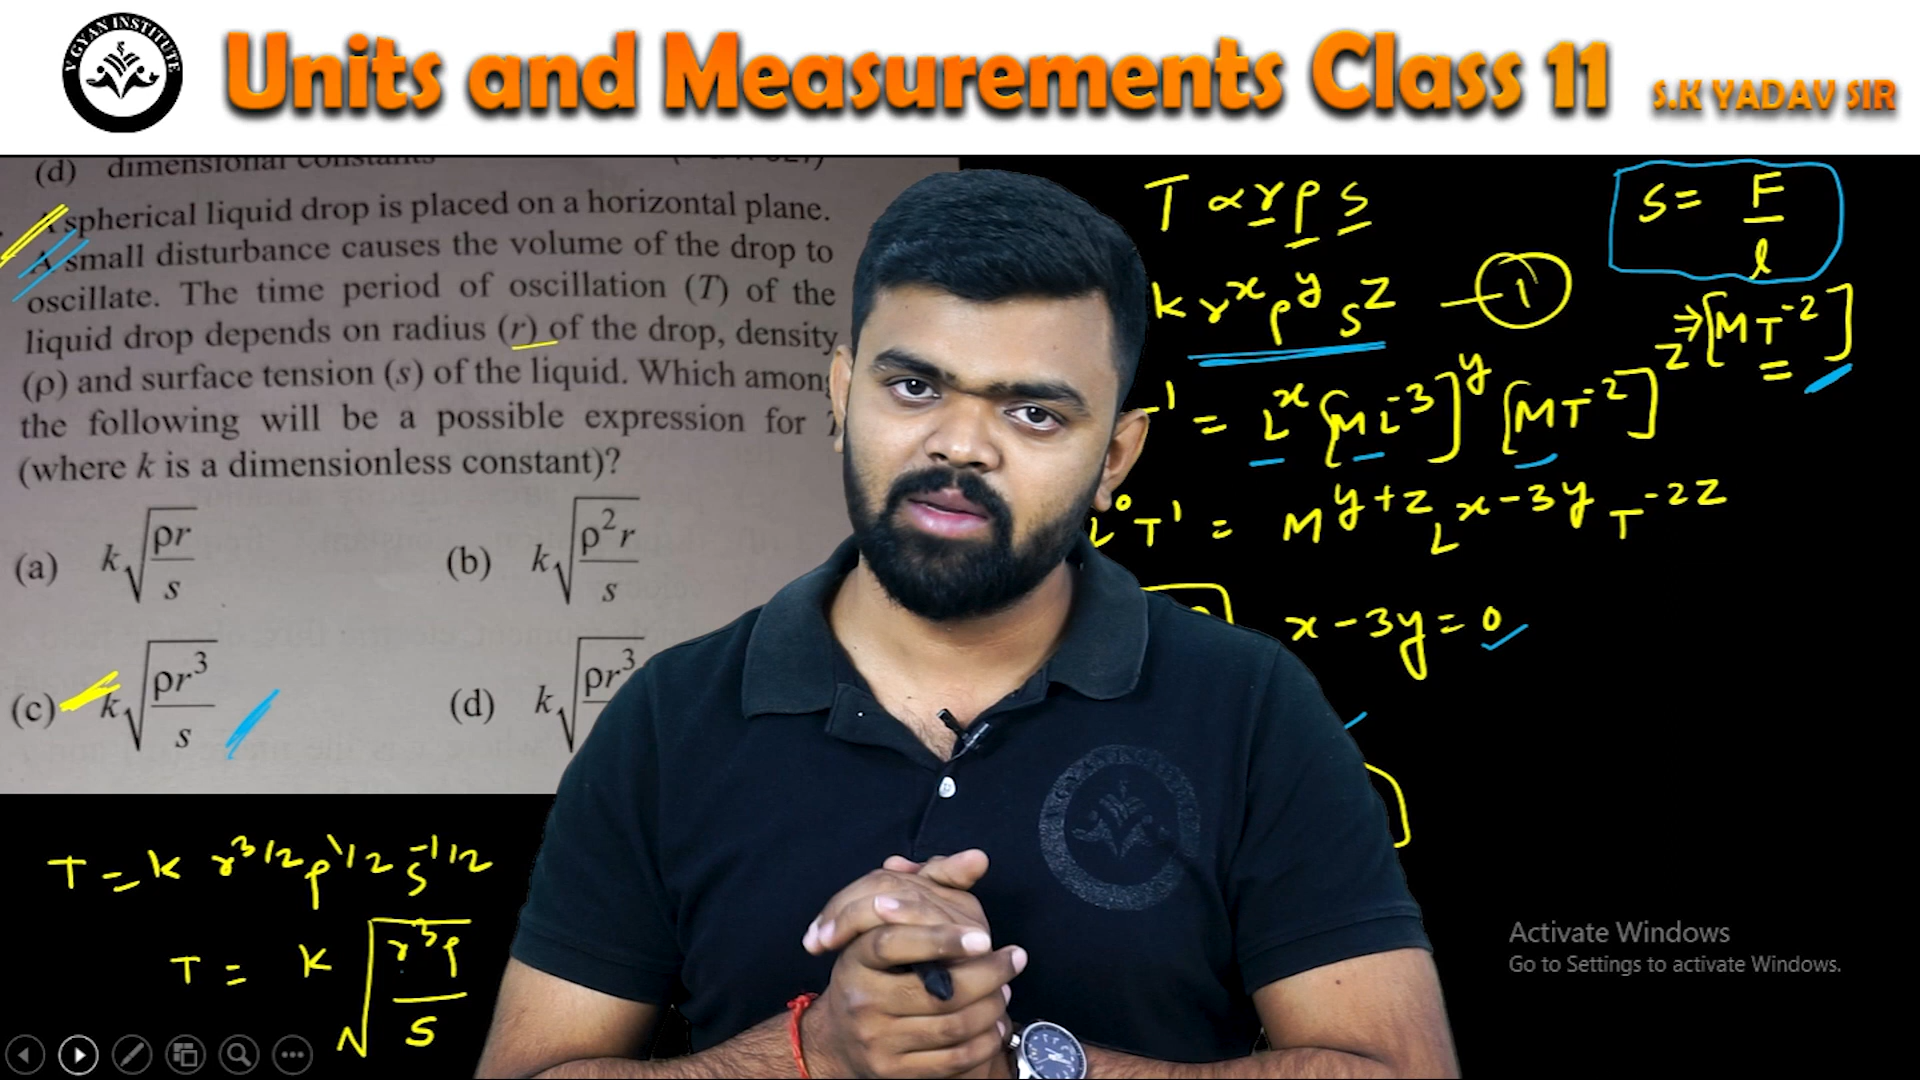 V GYAN INSTITUTE
Units and Measurements Class 11
S.K YADAV SIR
(d) dimensional constants
A spherical liquid drop is placed on a horizontal plane.
A small disturbance causes the volume of the drop to
oscillate. The time period of oscillation (T) of the
liquid drop depends on radius (r) of the drop, density
(ρ) and surface tension (s) of the liquid. Which among
the following will be a possible expression for
(where k is a dimensionless constant)?
(a) k√(ρr/s)
(b) k√(ρ²r/s)
(c) k√(ρr³/s)
(d) k√(ρr³
T = k r^3/2 ρ^1/2 s^-1/2
T = k √(r³ρ/s)
T ∝ r ρ s
k r^x ρ^y s^z — 1
s = F/l
⇒ [MT⁻²]
= L^x [ML⁻³]^y [MT⁻²]^z
L⁰T¹ = M^y+z L^x-3y T^-2z
x - 3y = 0
Activate Windows
Go to Settings to activate Windows.